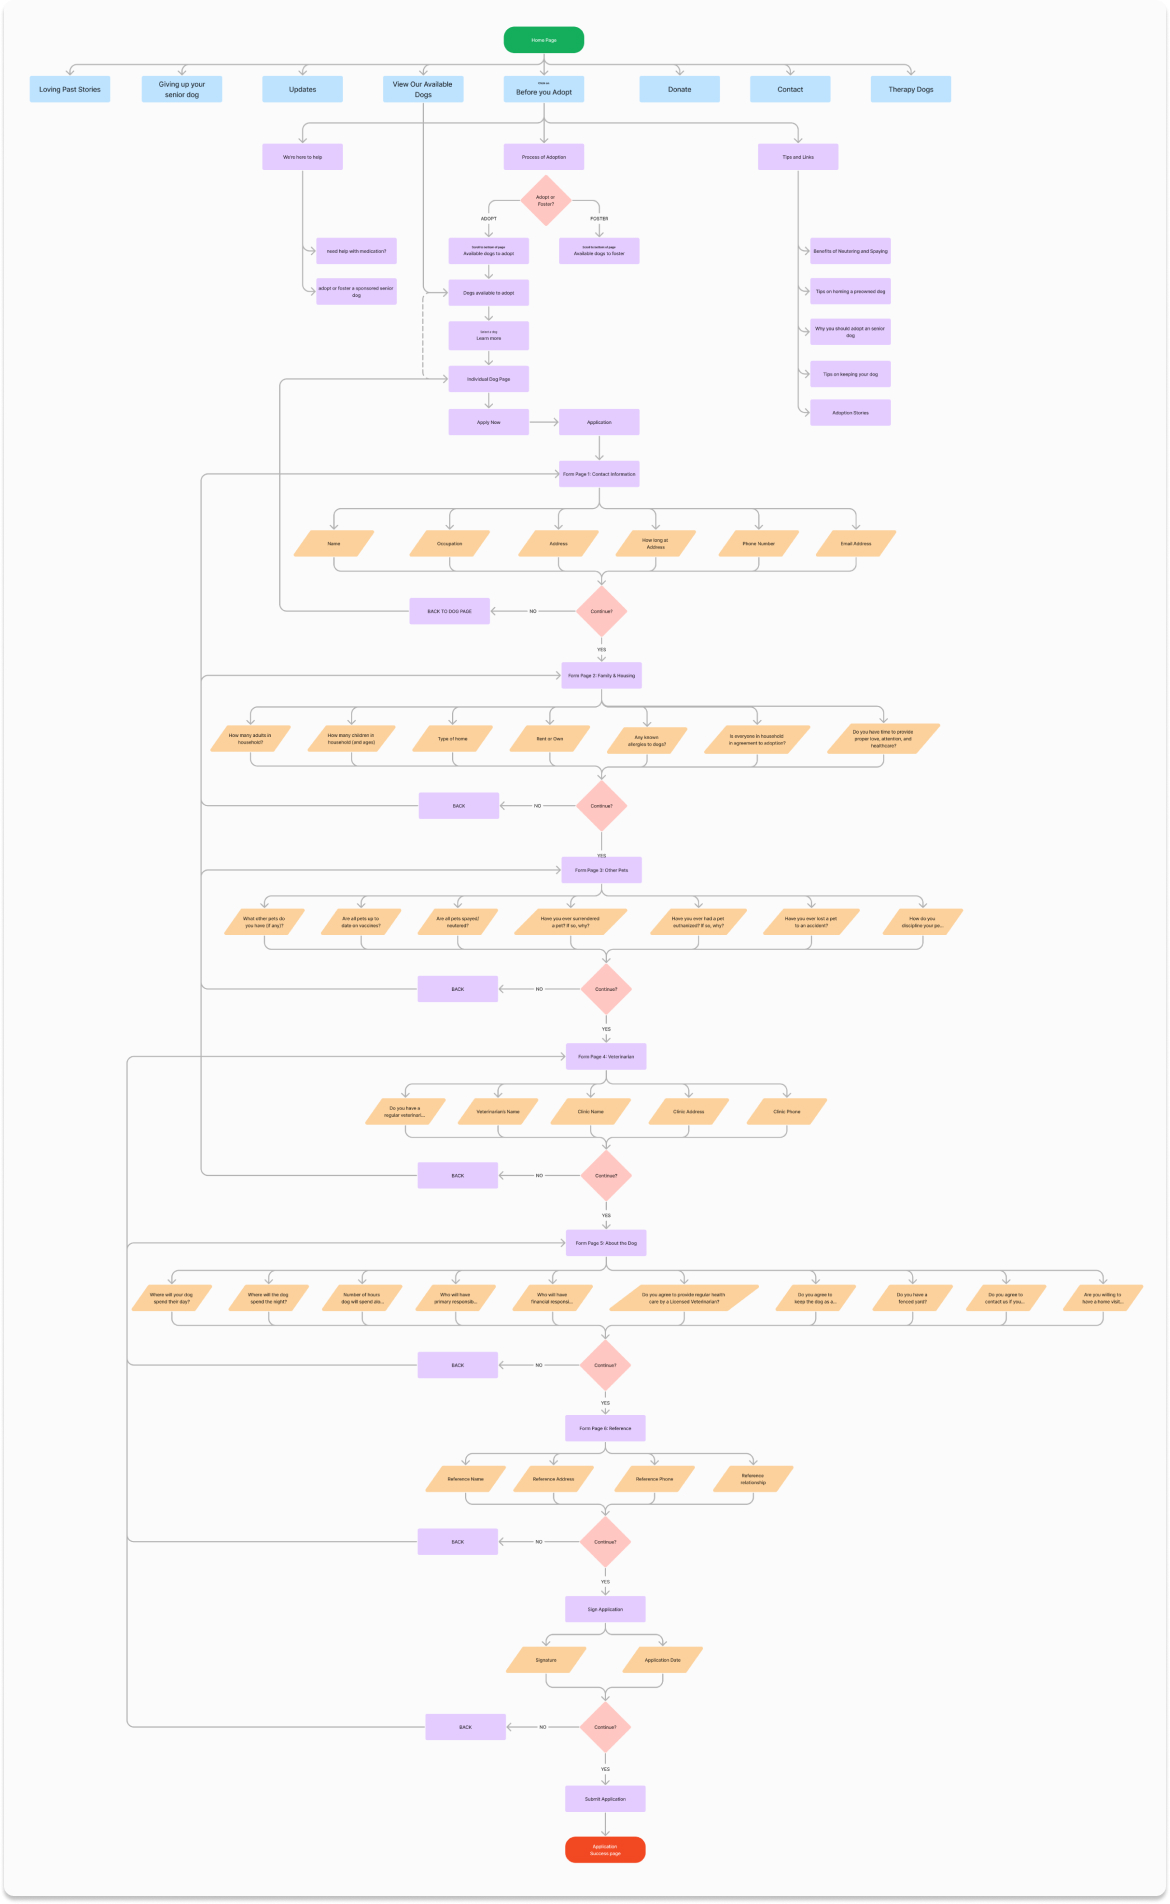 Home Page
Loving Past Stories
Giving up your
senior dog
Updates
View Our Available
Dogs
Before you Adopt
Donate
Contact
Therapy Dogs
We're here to help
Process of Adoption
Tips and Links
Adopt or
Foster?
ADOPT
FOSTER
need help with medication?
Scroll to bottom of page
Available dogs to adopt
Scroll to bottom of page
Available dogs to foster
Benefits of Neutering and Spaying
adopt or foster a sponsored senior
dog
Dogs available to adopt
Tips on homing a preowned dog
Select a dog
Learn more
Why you should adopt an senior
dog
Individual Dog Page
Tips on keeping your dog
Apply Now
Application
Adoption Stories
Form Page 1: Contact Information
Name
Occupation
Address
How long at
Address
Phone Number
Email Address
BACK TO DOG PAGE
NO
Continue?
YES
Form Page 2: Family & Housing
How many adults in
household?
How many children in
household (and ages)
Type of home
Rent or Own
Any known
allergies to dogs?
Is everyone in household
in agreement to adoption?
Do you have time to provide
proper love, attention, and
healthcare?
BACK
NO
Continue?
YES
Form Page 3: Other Pets
What other pets do
you have (if any)?
Are all pets up to
date on vaccines?
Are all pets spayed/
neutered?
Have you ever surrendered
a pet? If so, why?
Have you ever had a pet
euthanized? If so, why?
Have you ever lost a pet
to an accident?
How do you
discipline your pe...
BACK
NO
Continue?
YES
Form Page 4: Veterinarian
Do you have a
regular veterinari...
Veterinarian's Name
Clinic Name
Clinic Address
Clinic Phone
BACK
NO
Continue?
YES
Form Page 5: About the Dog
Where will your dog
spend their day?
Where will the dog
spend the night?
Number of hours
dog will spend alo...
Who will have
primary responsib...
Who will have
financial responsi...
Do you agree to provide regular health
care by a Licensed Veterinarian?
Do you agree to
keep the dog as a...
Do you have a
fenced yard?
Do you agree to
contact us if you...
Are you willing to
have a home visit...
BACK
NO
Continue?
YES
Form Page 6: Reference
Reference Name
Reference Address
Reference Phone
Reference
relationship
BACK
NO
Continue?
YES
Sign Application
Signature
Application Date
BACK
NO
Continue?
YES
Submit Application
Application
Success page